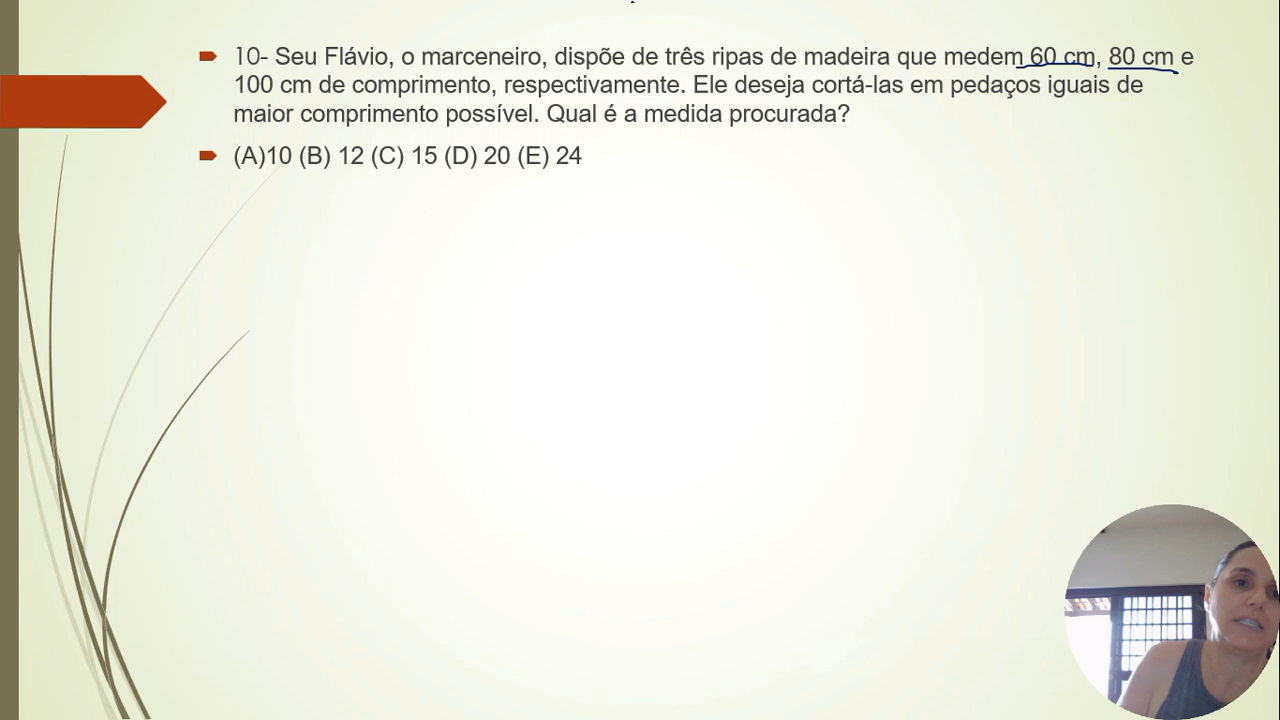 10- Seu Flávio, o marceneiro, dispõe de três ripas de madeira que medem 60 cm, 80 cm e
100 cm de comprimento, respectivamente. Ele deseja cortá-las em pedaços iguais de
maior comprimento possível. Qual é a medida procurada?
(A)10 (B) 12 (C) 15 (D) 20 (E) 24